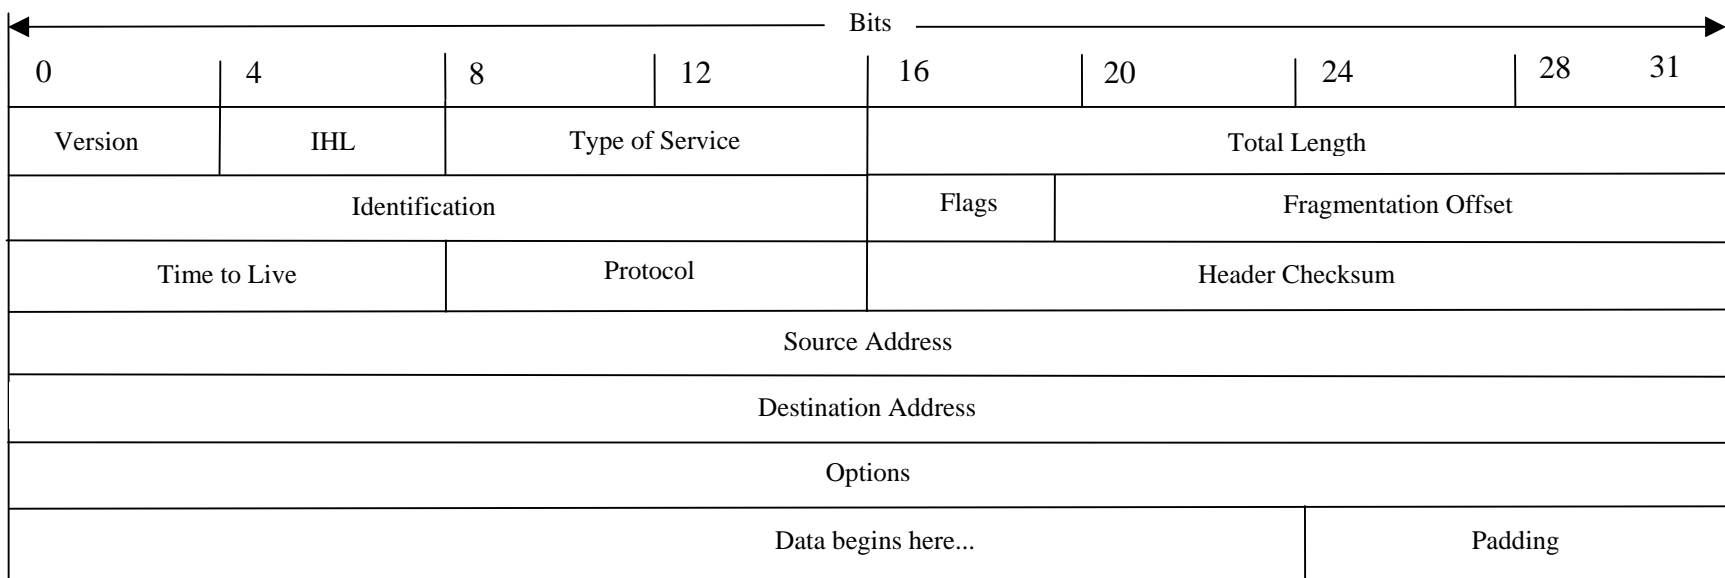 Bits
0 4 8 12 16 20 24 28 31
Version IHL Type of Service Total Length
Identification Flags Fragmentation Offset
Time to Live Protocol Header Checksum
Source Address
Destination Address
Options
Data begins here... Padding